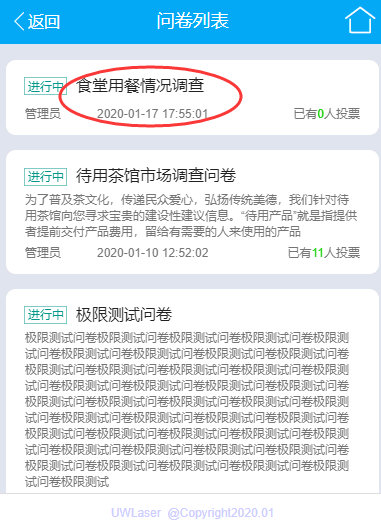 返回
问卷列表
进行中 食堂用餐情况调查
管理员 2020-01-17 17:55:01 已有0人投票
进行中 待用茶馆市场调查问卷
为了普及茶文化，传递民众爱心，弘扬传统美德，我们针对待
用茶馆向您寻求宝贵的建设性建议信息。“待用产品”就是指提供
者提前交付产品费用，留给有需要的人来使用的产品
管理员 2020-01-10 12:52:02 已有11人投票
进行中 极限测试问卷
极限测试问卷极限测试问卷极限测试问卷极限测试问卷极限测
试问卷极限测试问卷极限测试问卷极限测试问卷极限测试问卷
极限测试问卷极限测试问卷极限测试问卷极限测试问卷极限测
试问卷极限测试问卷极限测试问卷极限测试问卷极限测试问卷
极限测试问卷极限测试问卷极限测试问卷极限测试问卷极限测
试问卷极限测试问卷极限测试问卷极限测试问卷极限测试问卷
极限测试问卷极限测试问卷极限测试问卷极限测试问卷极限测
试问卷极限测试问卷极限测试问卷极限测试问卷极限测试问卷
极限测试问卷极限测试问卷极限测试问卷极限测试问卷极限测
试问卷极限测试
UWLaser @Copyright2020.01